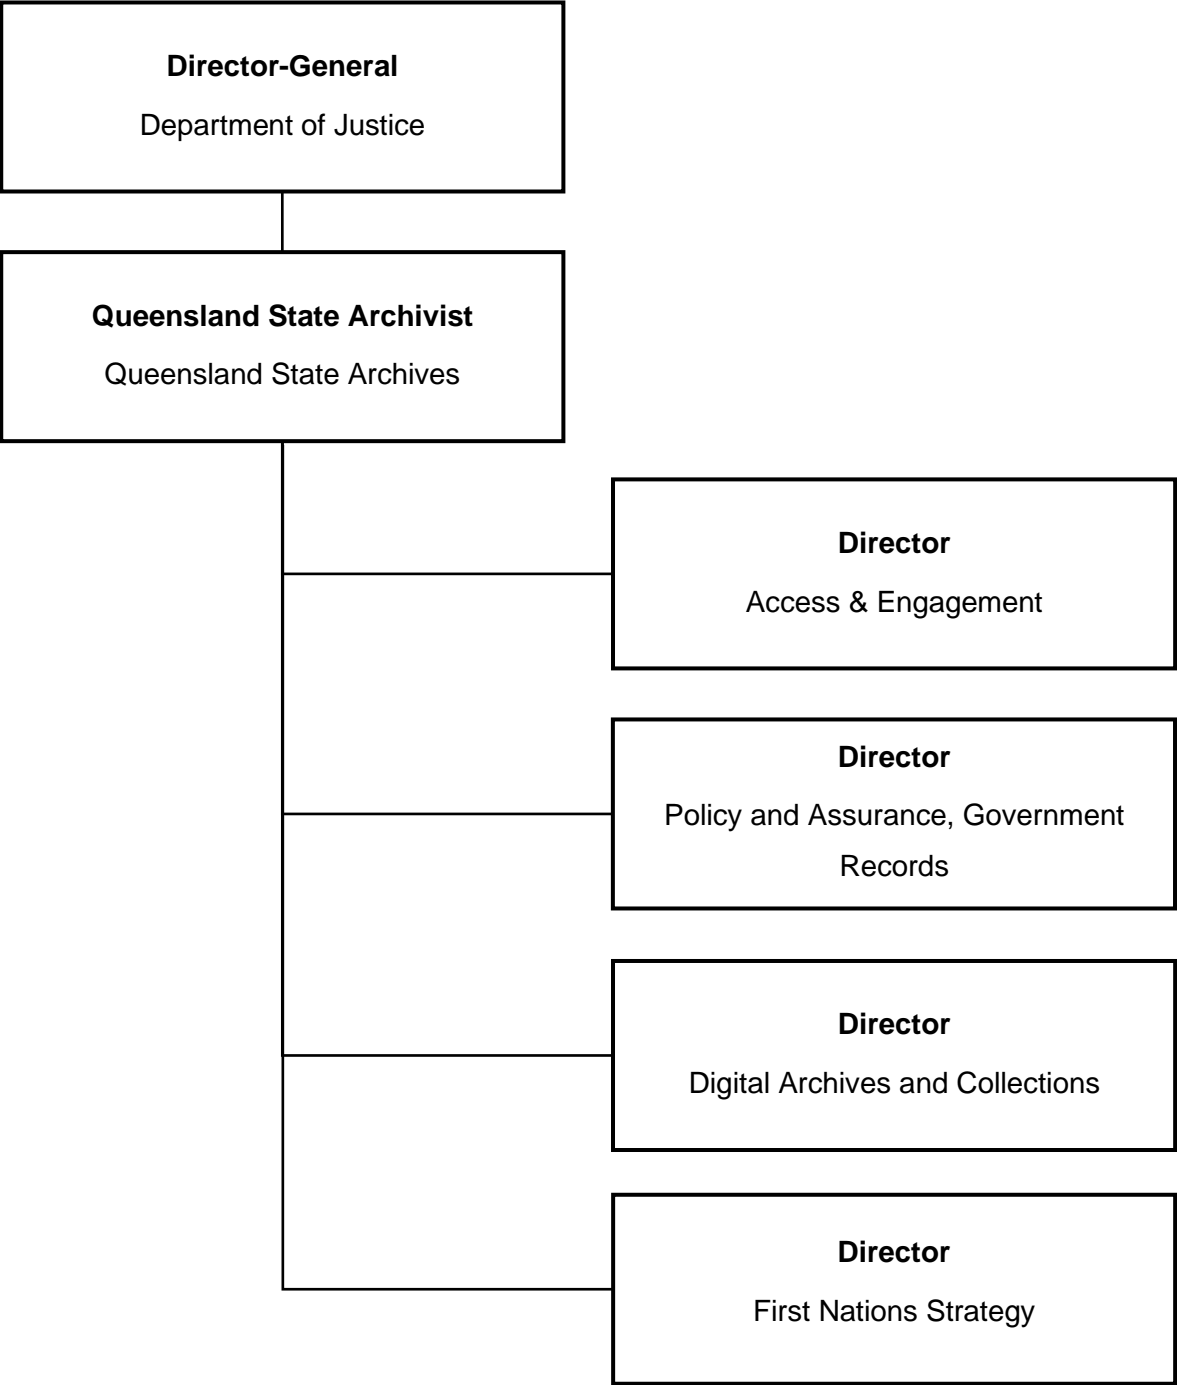 Director-General
Department of Justice
Queensland State Archivist
Queensland State Archives
Director
Access & Engagement
Director
Policy and Assurance, Government
Records
Director
Digital Archives and Collections
Director
First Nations Strategy